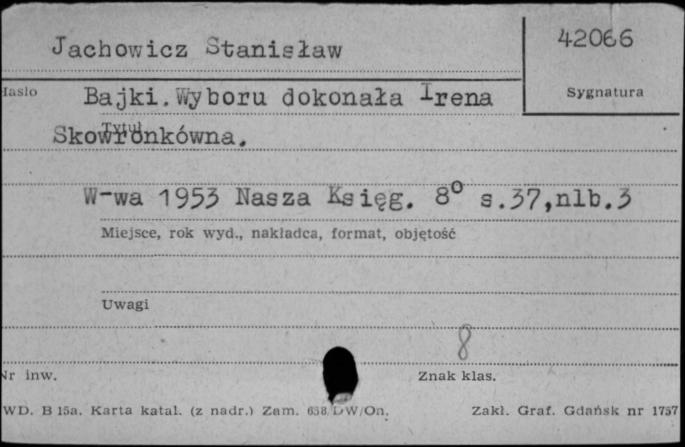 Jachowicz Stanisław
42066
Hasło
Sygnatura
Bajki. Wyboru dokonała Irena
Tytuł
Skowronkówna.
W-wa 1953 Nasza Księg. 8° s.37,nlb.3
Miejsce, rok wyd., nakładca, format, objętość
Uwagi
8
Nr inw.
Znak klas.
WD. B 15a. Karta katal. (z nadr.) Zam. 658/DW/On.
Zakł. Graf. Gdańsk nr 1757